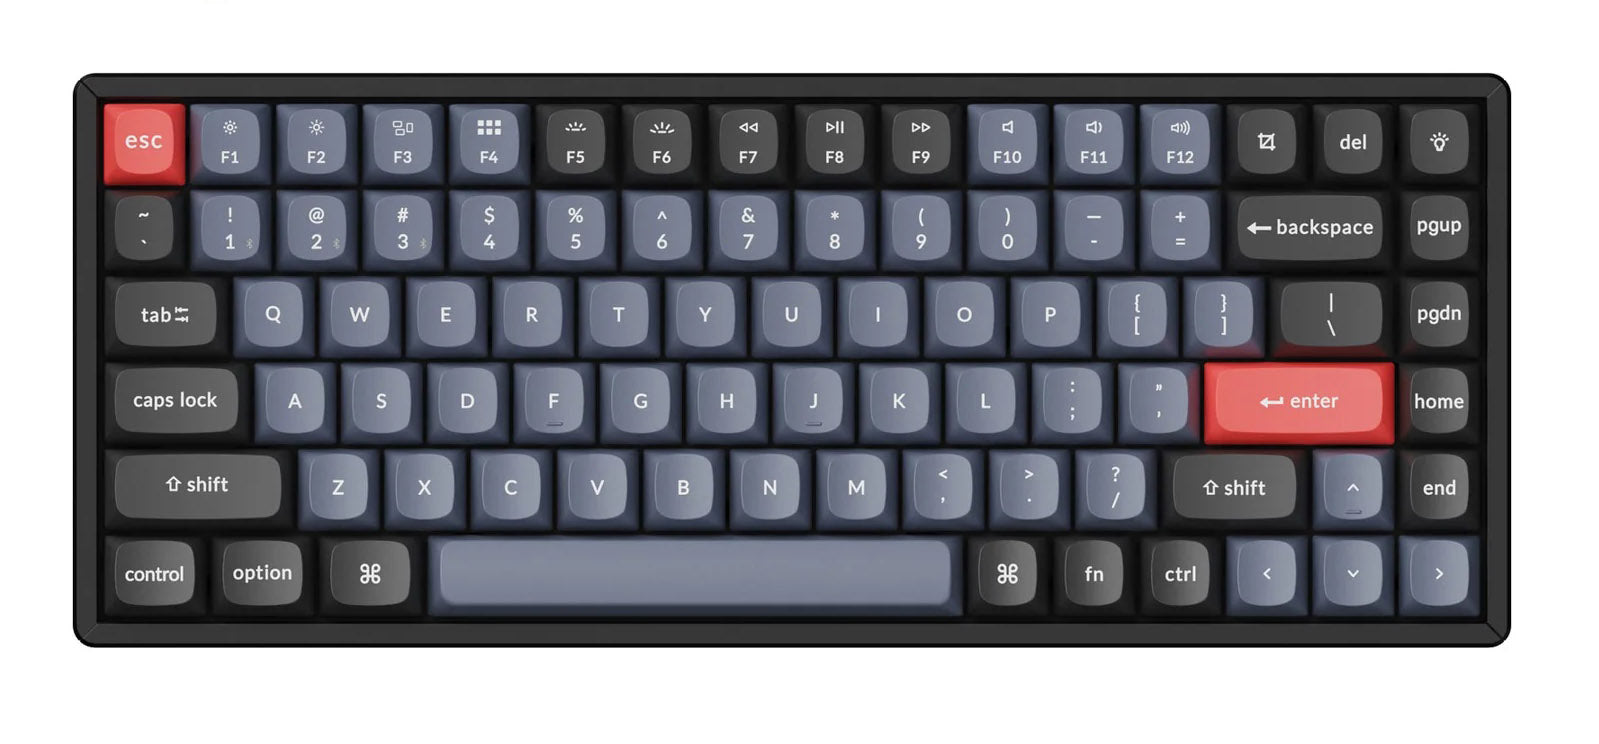 esc F1 F2 F3 F4 F5 F6 F7 F8 F9 F10 F11 F12 del
~ ! @ # $ % ^ & * ( ) — +
` 1 2 3 4 5 6 7 8 9 0 - = ← backspace pgup
tab Q W E R T Y U I O P { [ } ] | \ pgdn
caps lock A S D F G H J K L : ; " ' enter home
⇧ shift Z X C V B N M < , > . ? / ⇧ shift ^ end
control option ⌘ ⌘ fn ctrl < ⌄ >